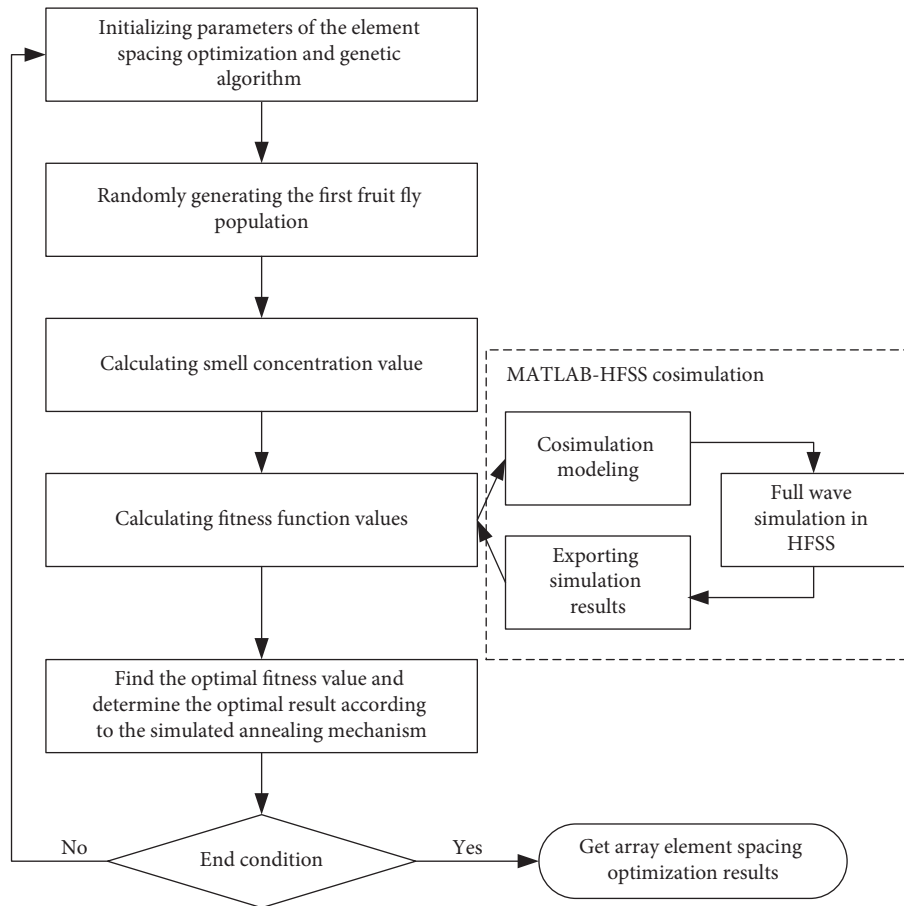 Initializing parameters of the element
spacing optimization and genetic
algorithm
Randomly generating the first fruit fly
population
Calculating smell concentration value
MATLAB-HFSS cosimulation
Cosimulation
modeling
Calculating fitness function values
Full wave
simulation in
HFSS
Exporting
simulation
results
Find the optimal fitness value and
determine the optimal result according
to the simulated annealing mechanism
No
End condition
Yes
Get array element spacing
optimization results